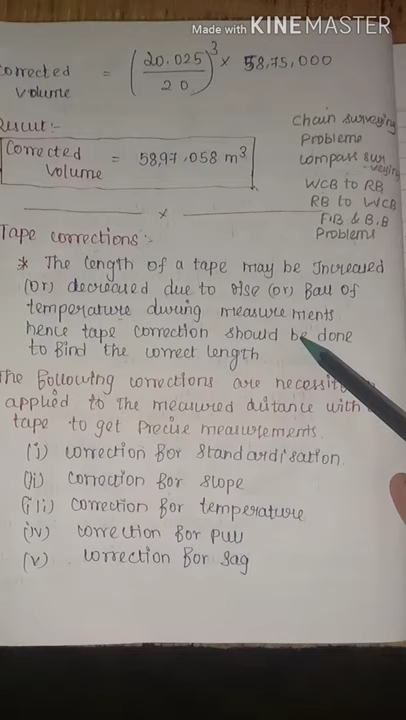 Made with KINEMASTER
Corrected volume = (20.025 / 20)³ × 58,75,000
Result:-
Corrected Volume = 5897,058 m³
Chain surveying
Problems
compass surveying
WCB to RB
RB to WCB
F.B & B.B
Problems
×
Tape corrections:-
* The length of a tape may be Increased
(or) decreased due to rise (or) fall of
temperature during measurements
hence tape correction should be done
to find the correct length
The following corrections are necessity
applied to the measured distance with
tape to get Precise measurements.
(i) correction for Standardisation.
(ii) correction for slope
(iii) correction for temperature
(iv) correction for pull
(v) correction for sag